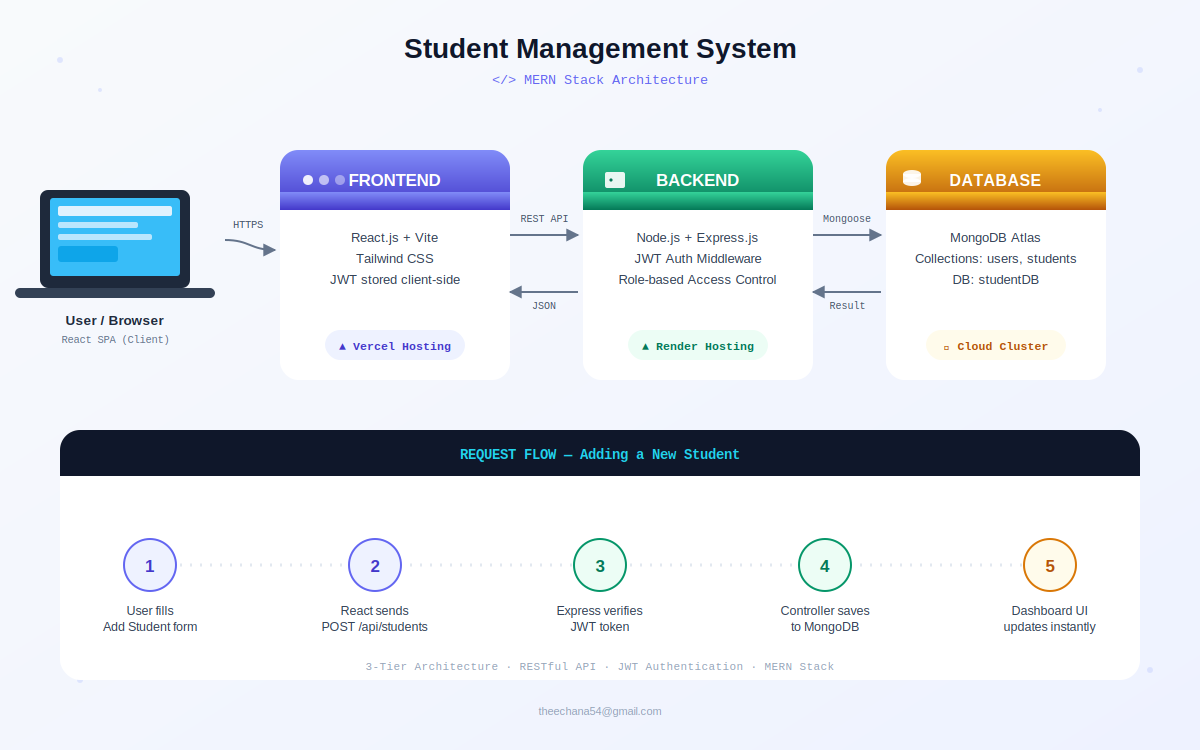 Student Management System
</> MERN Stack Architecture
HTTPS
User / Browser
React SPA (Client)
FRONTEND
React.js + Vite
Tailwind CSS
JWT stored client-side
▲ Vercel Hosting
REST API
JSON
BACKEND
Node.js + Express.js
JWT Auth Middleware
Role-based Access Control
▲ Render Hosting
Mongoose
Result
DATABASE
MongoDB Atlas
Collections: users, students
DB: studentDB
Cloud Cluster
REQUEST FLOW — Adding a New Student
1
User fills
Add Student form
2
React sends
POST /api/students
3
Express verifies
JWT token
4
Controller saves
to MongoDB
5
Dashboard UI
updates instantly
3-Tier Architecture · RESTful API · JWT Authentication · MERN Stack
theechana54@gmail.com